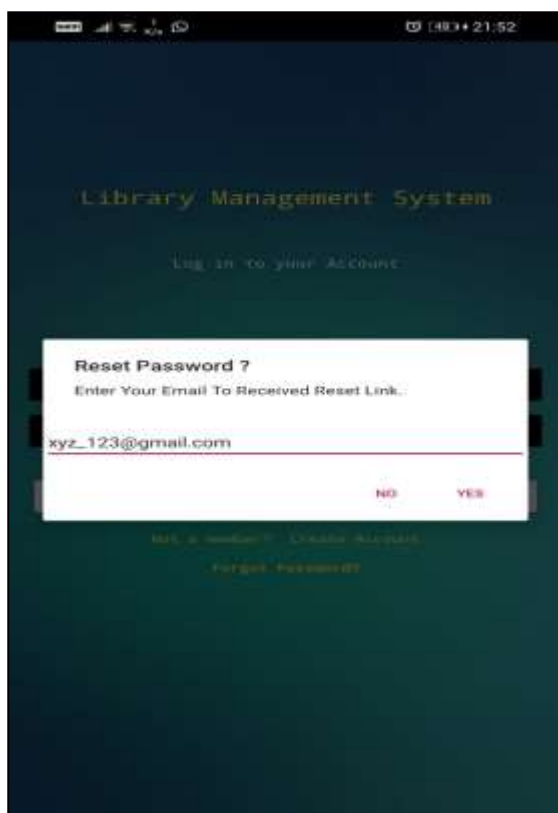 21:52
Library Management System
Log in to your Account
Reset Password ?
Enter Your Email To Received Reset Link.
xyz_123@gmail.com
NO YES
Not a member? Create Account
Forgot Password?